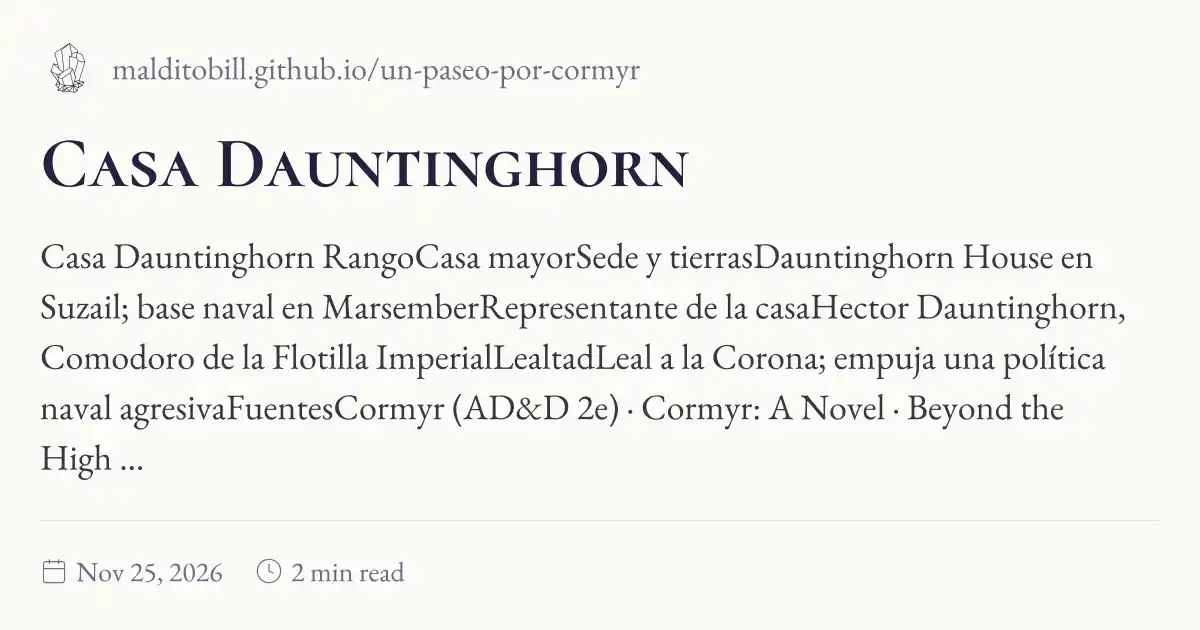 malditobill.github.io/un-paseo-por-cormyr
Casa Dauntinghorn
Casa Dauntinghorn RangoCasa mayorSede y tierrasDauntinghorn House en
Suzail; base naval en MarsemberRepresentante de la casaHector Dauntinghorn,
Comodoro de la Flotilla ImperialLealtadLeal a la Corona; empuja una política
naval agresivaFuentesCormyr (AD&D 2e) · Cormyr: A Novel · Beyond the
High ...
Nov 25, 2026 2 min read